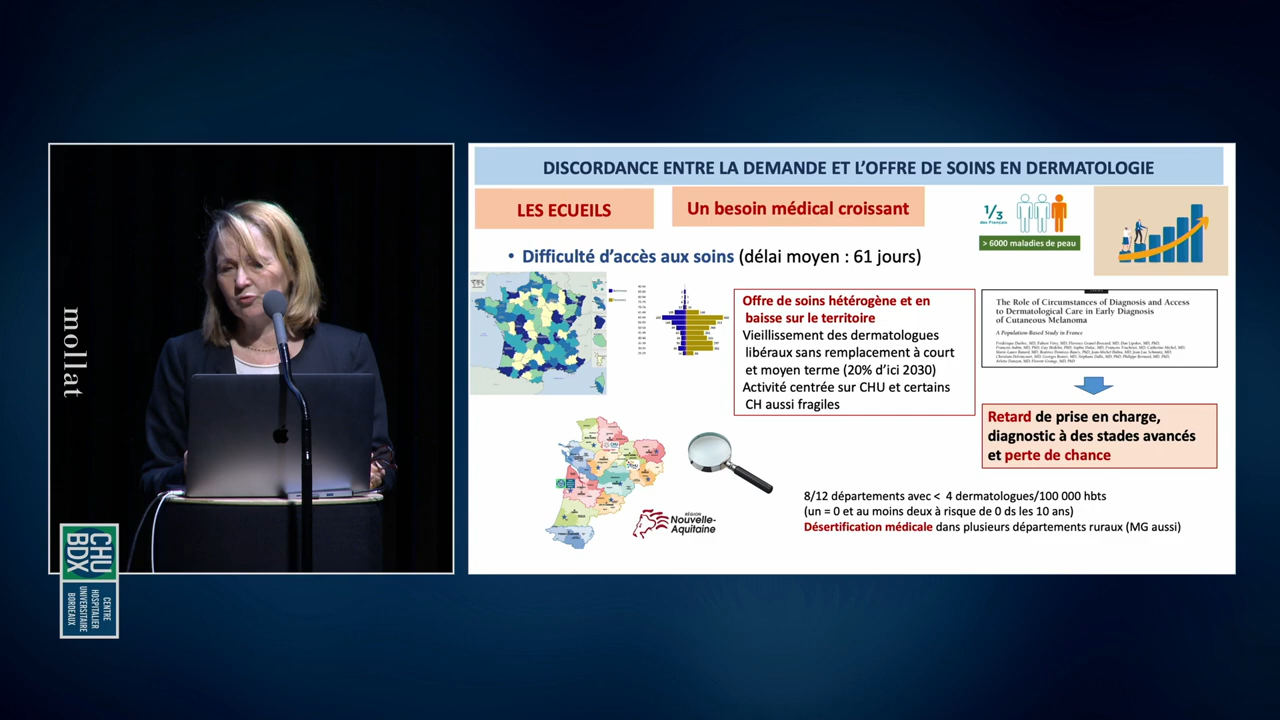 molat
CHU
BDX
CENTRE
HOSPITALIER
UNIVERSITAIRE
BORDEAUX
DISCORDANCE ENTRE LA DEMANDE ET L’OFFRE DE SOINS EN DERMATOLOGIE
LES ECUEILS
Un besoin médical croissant
1/3
des Français
> 6000 maladies de peau
• Difficulté d’accès aux soins (délai moyen : 61 jours)
Offre de soins hétérogène et en
baisse sur le territoire
Vieillissement des dermatologues
libéraux sans remplacement à court
et moyen terme (20% d’ici 2030)
Activité centrée sur CHU et certains
CH aussi fragiles
The Role of Circumstances of Diagnosis and Access
to Dermatological Care in Early Diagnosis
of Cutaneous Melanoma
A Population-Based Study in France
Retard de prise en charge,
diagnostic à des stades avancés
et perte de chance
RÉGION
Nouvelle-
Aquitaine
8/12 départements avec < 4 dermatologues/100 000 hbts
(un = 0 et au moins deux à risque de 0 ds les 10 ans)
Désertification médicale dans plusieurs départements ruraux (MG aussi)